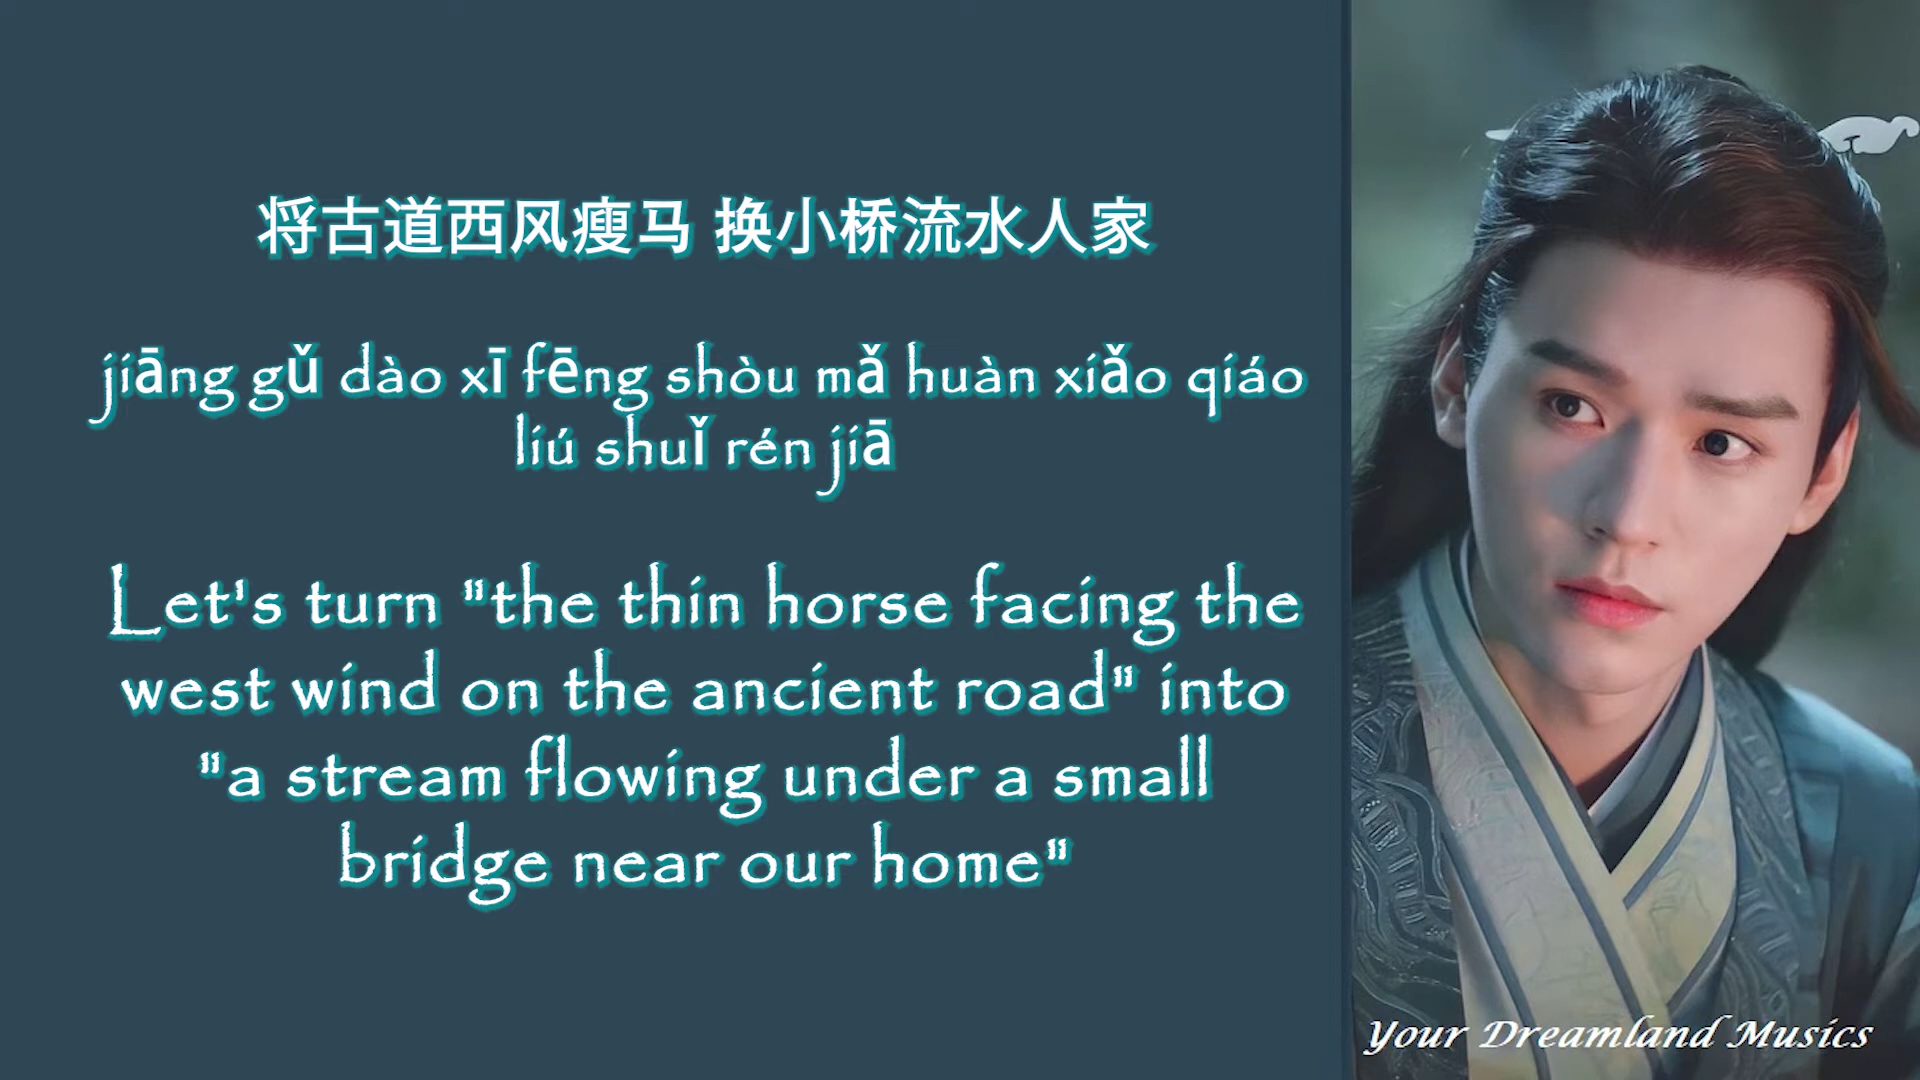 将古道西风瘦马 换小桥流水人家
jiāng gǔ dào xī fēng shòu mǎ huàn xiǎo qiáo
liú shuǐ rén jiā
Let's turn "the thin horse facing the
west wind on the ancient road" into
"a stream flowing under a small
bridge near our home"
Your Dreamland Musics